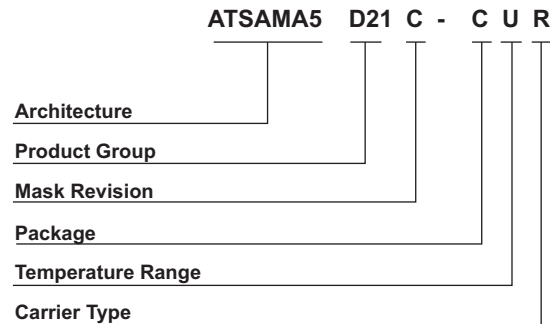 ATSAMA5 D21 C - C U R
Architecture
Product Group
Mask Revision
Package
Temperature Range
Carrier Type